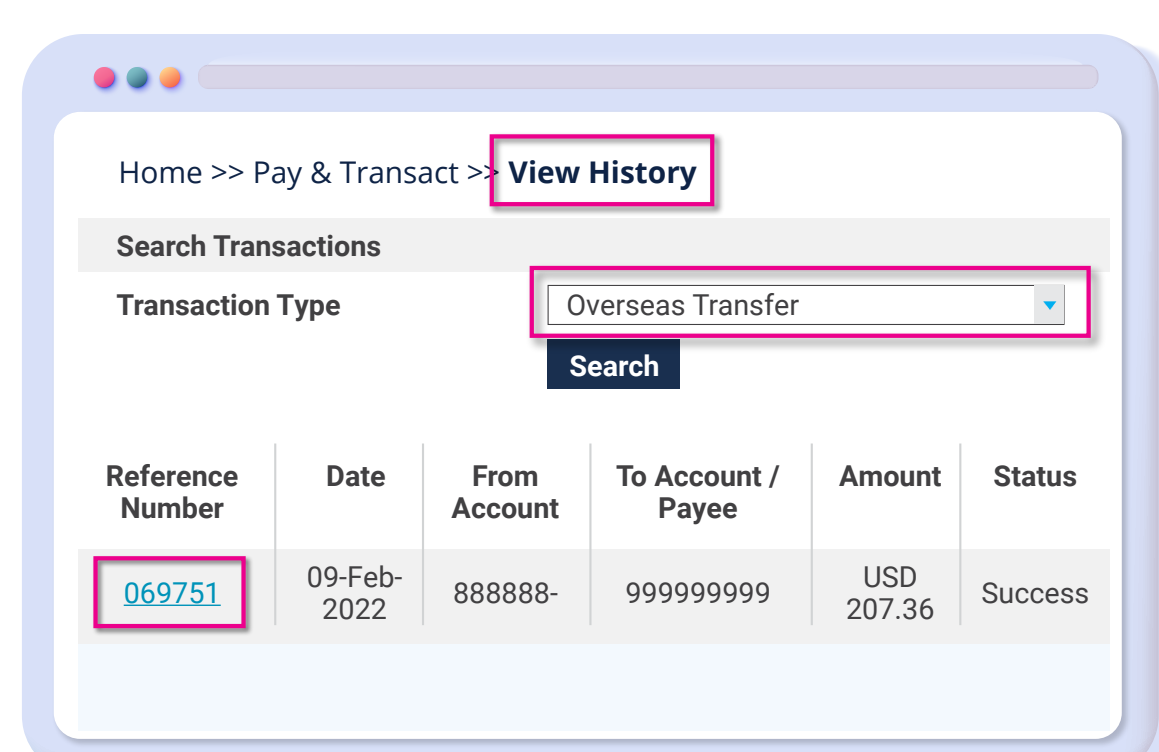 Home >> Pay & Transact >> View History
Search Transactions
Transaction Type
Overseas Transfer
Search
Reference Number
Date
From Account
To Account / Payee
Amount
Status
069751
09-Feb-2022
888888-
999999999
USD 207.36
Success